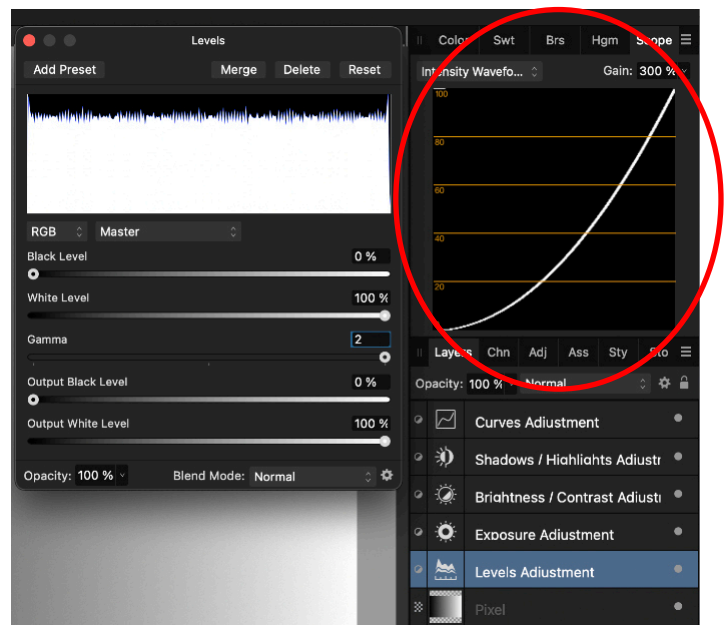 Levels
Add Preset Merge Delete Reset
RGB Master
Black Level 0 %
White Level 100 %
Gamma 2
Output Black Level 0 %
Output White Level 100 %
Opacity: 100 % Blend Mode: Normal
Color Swt Brs Hgm Scope
Intensity Wavefo... Gain: 300 %
100
80
60
40
20
Layers Chn Adj Ass Sty Sto
Opacity: 100 % Normal
Curves Adjustment
Shadows / Highlights Adjustr
Brightness / Contrast Adjustr
Exposure Adjustment
Levels Adjustment
Pixel